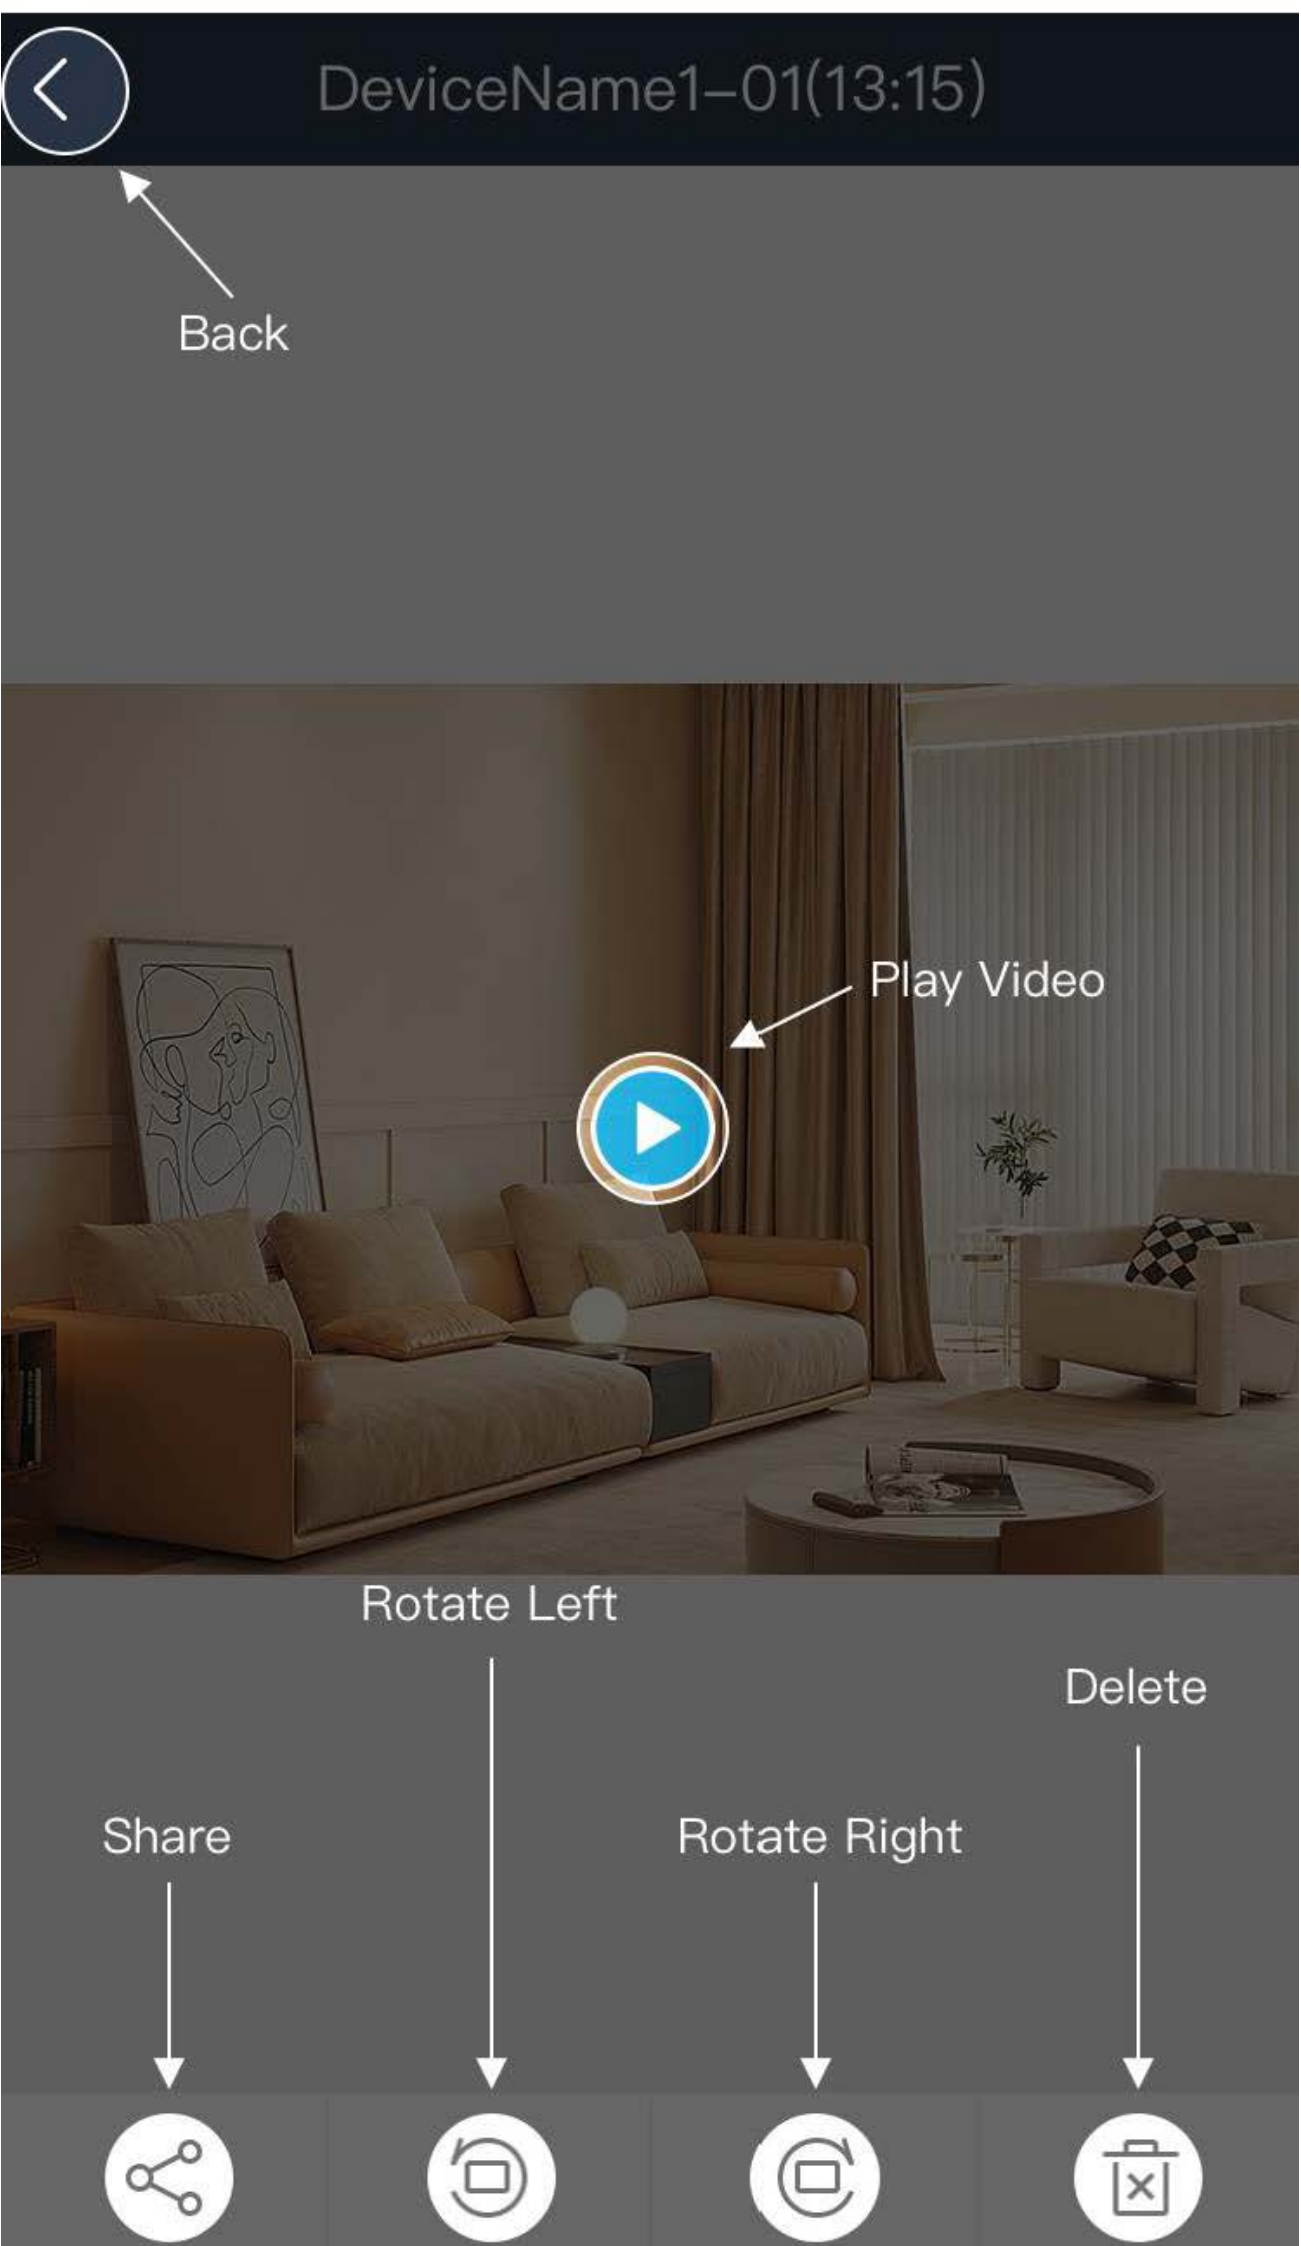 DeviceName1-01(13:15)
Back
Play Video
Rotate Left
Delete
Share
Rotate Right